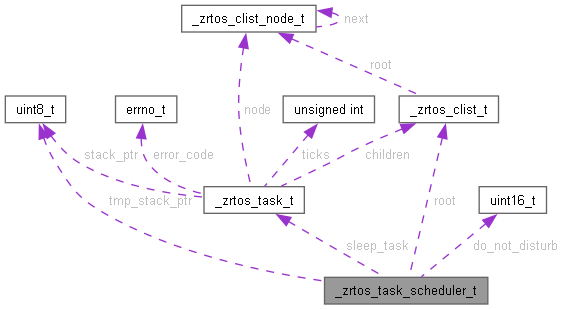 _zrtos_clist_node_t
next
root
uint8_t
errno_t
node
unsigned int
_zrtos_clist_t
stack_ptr
error_code
ticks
children
tmp_stack_ptr
_zrtos_task_t
root
uint16_t
sleep_task
do_not_disturb
_zrtos_task_scheduler_t